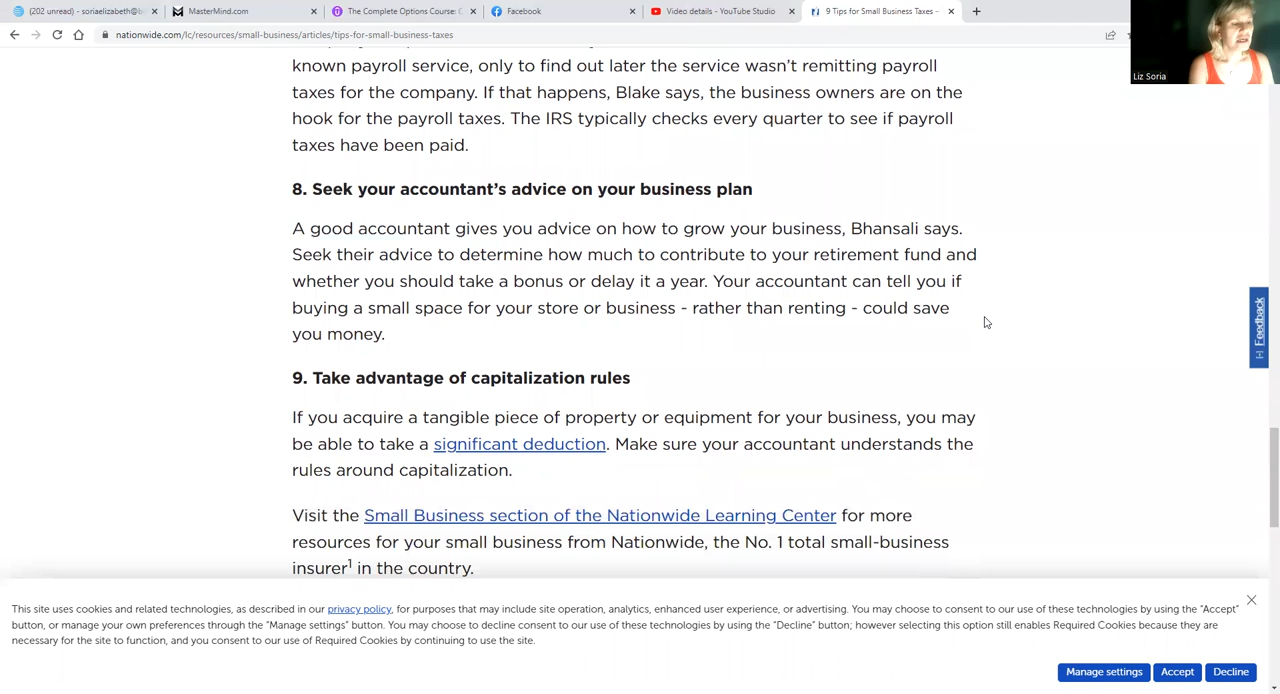 (202 unread) - soriaelizabeth@b
MasterMind.com
The Complete Options Course:
Facebook
Video details - YouTube Studio
9 Tips for Small Business Taxes -
nationwide.com/lc/resources/small-business/articles/tips-for-small-business-taxes
Liz Soria
known payroll service, only to find out later the service wasn't remitting payroll
taxes for the company. If that happens, Blake says, the business owners are on the
hook for the payroll taxes. The IRS typically checks every quarter to see if payroll
taxes have been paid.
8. Seek your accountant's advice on your business plan
A good accountant gives you advice on how to grow your business, Bhansali says.
Seek their advice to determine how much to contribute to your retirement fund and
whether you should take a bonus or delay it a year. Your accountant can tell you if
buying a small space for your store or business - rather than renting - could save
you money.
Feedback
9. Take advantage of capitalization rules
If you acquire a tangible piece of property or equipment for your business, you may
be able to take a significant deduction. Make sure your accountant understands the
rules around capitalization.
Visit the Small Business section of the Nationwide Learning Center for more
resources for your small business from Nationwide, the No. 1 total small-business
insurer1 in the country.
This site uses cookies and related technologies, as described in our privacy policy, for purposes that may include site operation, analytics, enhanced user experience, or advertising. You may choose to consent to our use of these technologies by using the "Accept"
button, or manage your own preferences through the "Manage settings" button. You may choose to decline consent to our use of these technologies by using the "Decline" button; however selecting this option still enables Required Cookies because they are
necessary for the site to function, and you consent to our use of Required Cookies by continuing to use the site.
Manage settings
Accept
Decline